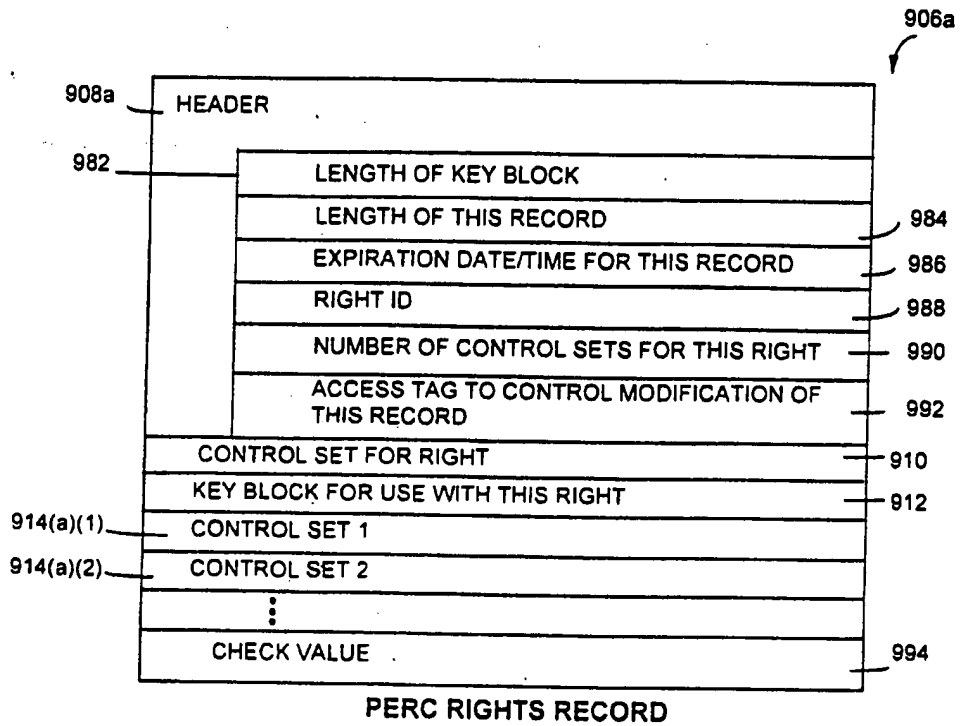 906a
908a
HEADER
982
LENGTH OF KEY BLOCK
LENGTH OF THIS RECORD
984
EXPIRATION DATE/TIME FOR THIS RECORD
986
RIGHT ID
988
NUMBER OF CONTROL SETS FOR THIS RIGHT
990
ACCESS TAG TO CONTROL MODIFICATION OF
THIS RECORD
992
CONTROL SET FOR RIGHT
910
KEY BLOCK FOR USE WITH THIS RIGHT
912
914(a)(1)
CONTROL SET 1
914(a)(2)
CONTROL SET 2
CHECK VALUE
994
PERC RIGHTS RECORD